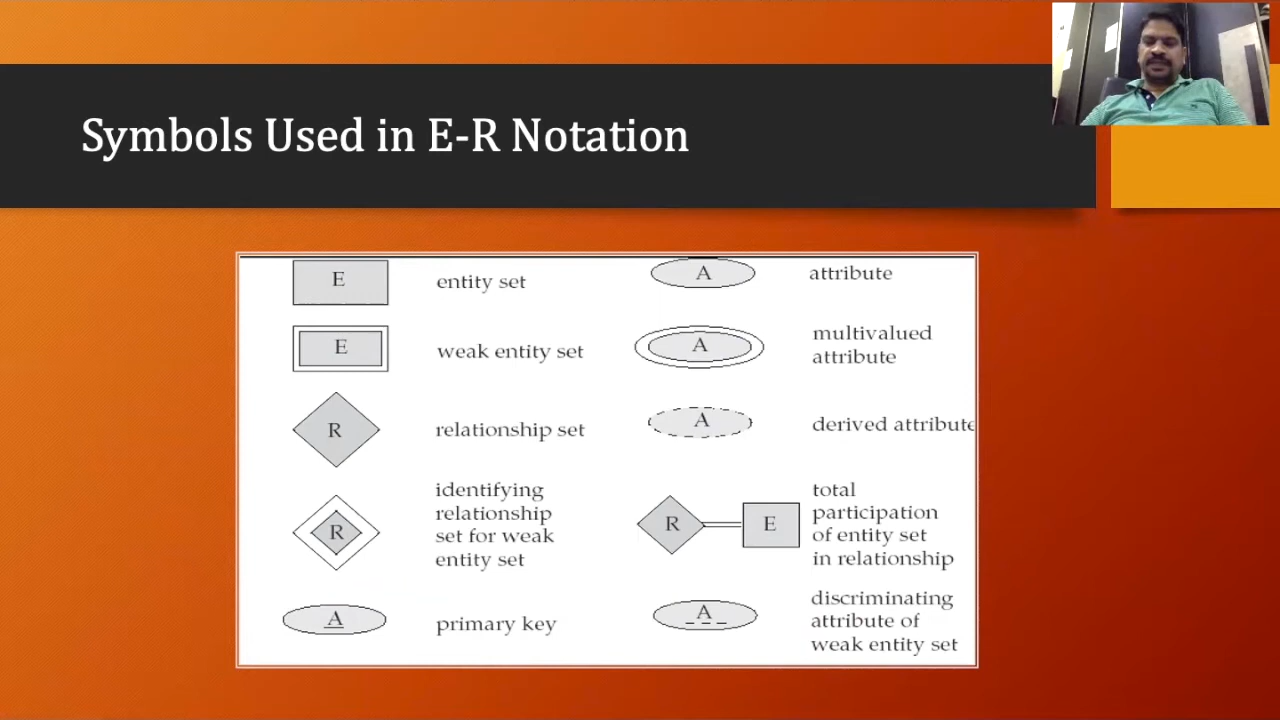 Symbols Used in E-R Notation
E
entity set
A
attribute
E
weak entity set
A
multivalued
attribute
R
relationship set
A
derived attribute
R
identifying
relationship
set for weak
entity set
R
E
total
participation
of entity set
in relationship
A
primary key
A
discriminating
attribute of
weak entity set